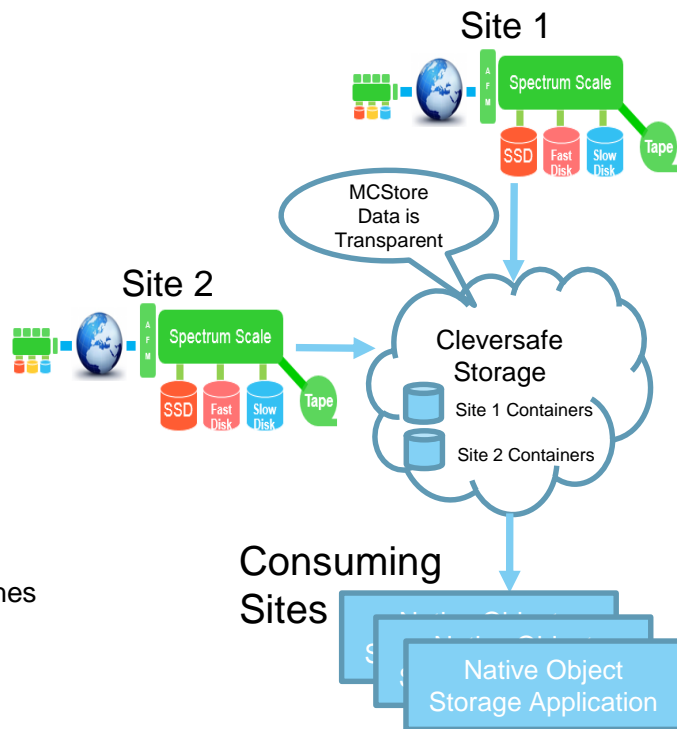 Site 1
A
F
M
Spectrum Scale
SSD
Fast
Disk
Slow
Disk
Tape
MCStore
Data is
Transparent
Site 2
A
F
M
Spectrum Scale
SSD
Fast
Disk
Slow
Disk
Tape
Cleversafe
Storage
Site 1 Containers
Site 2 Containers
nes
Consuming
Sites
Native Object
Storage Application